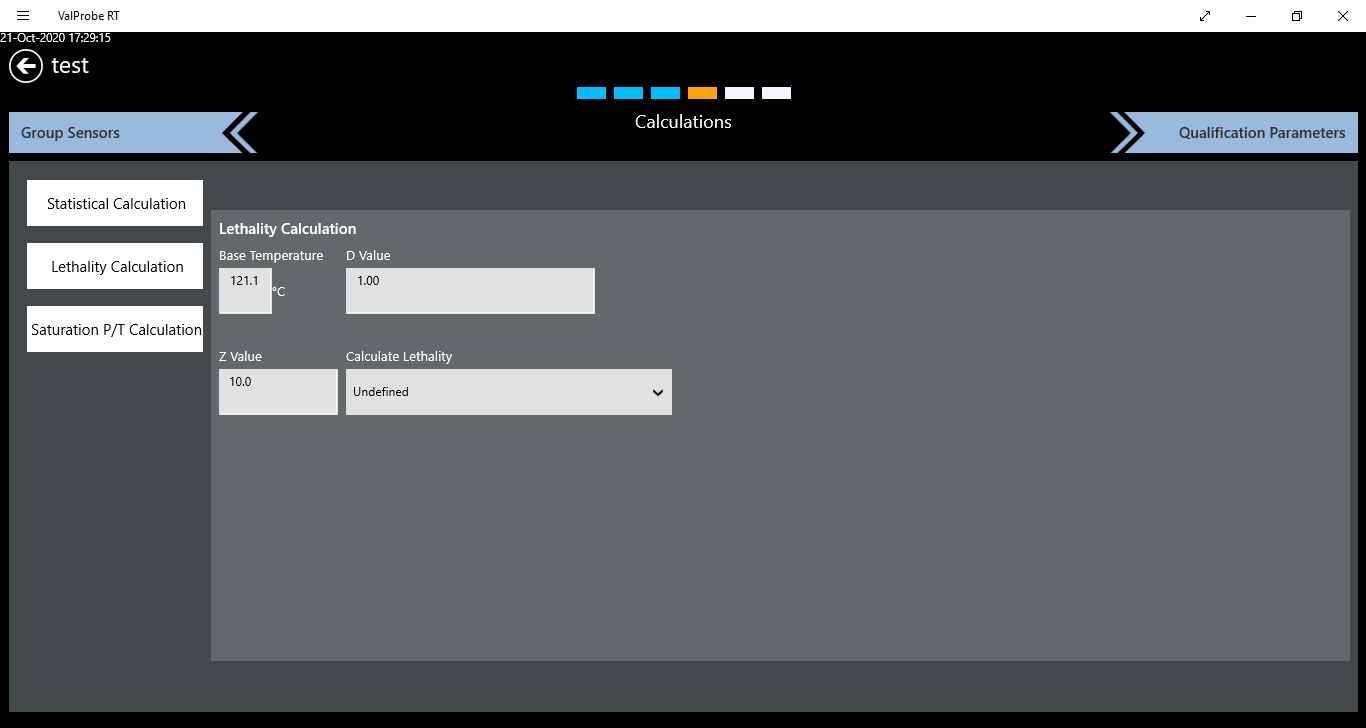 ValProbe RT
21-Oct-2020 17:29:15
test
Calculations
Group Sensors
Qualification Parameters
Statistical Calculation
Lethality Calculation
Saturation P/T Calculation
Lethality Calculation
Base Temperature
D Value
121.1
°C
1.00
Z Value
Calculate Lethality
10.0
Undefined